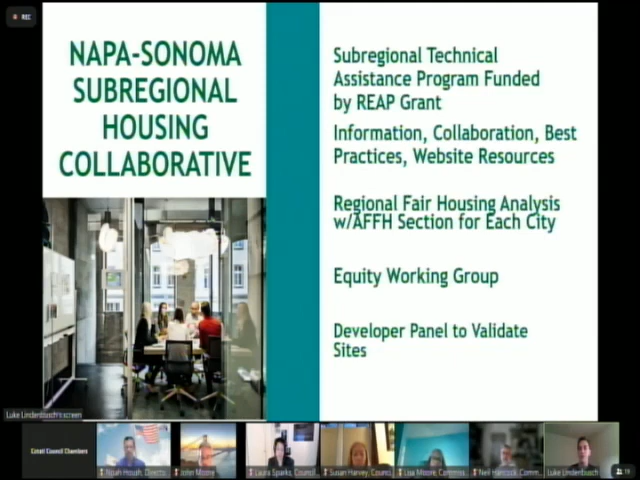 REC
NAPA-SONOMA
SUBREGIONAL
HOUSING
COLLABORATIVE
Subregional Technical
Assistance Program Funded
by REAP Grant
Information, Collaboration, Best
Practices, Website Resources
Regional Fair Housing Analysis
w/AFFH Section for Each City
Equity Working Group
Developer Panel to Validate
Sites
Luke Lindenbusch's screen
Cotati Council Chambers
Noah Housh, Directo...
John Moore
Laura Sparks, Council...
Susan Harvey, Counci...
Lisa Moore, Commiss...
Neil Hancock, Comm...
Luke Lindenbusch